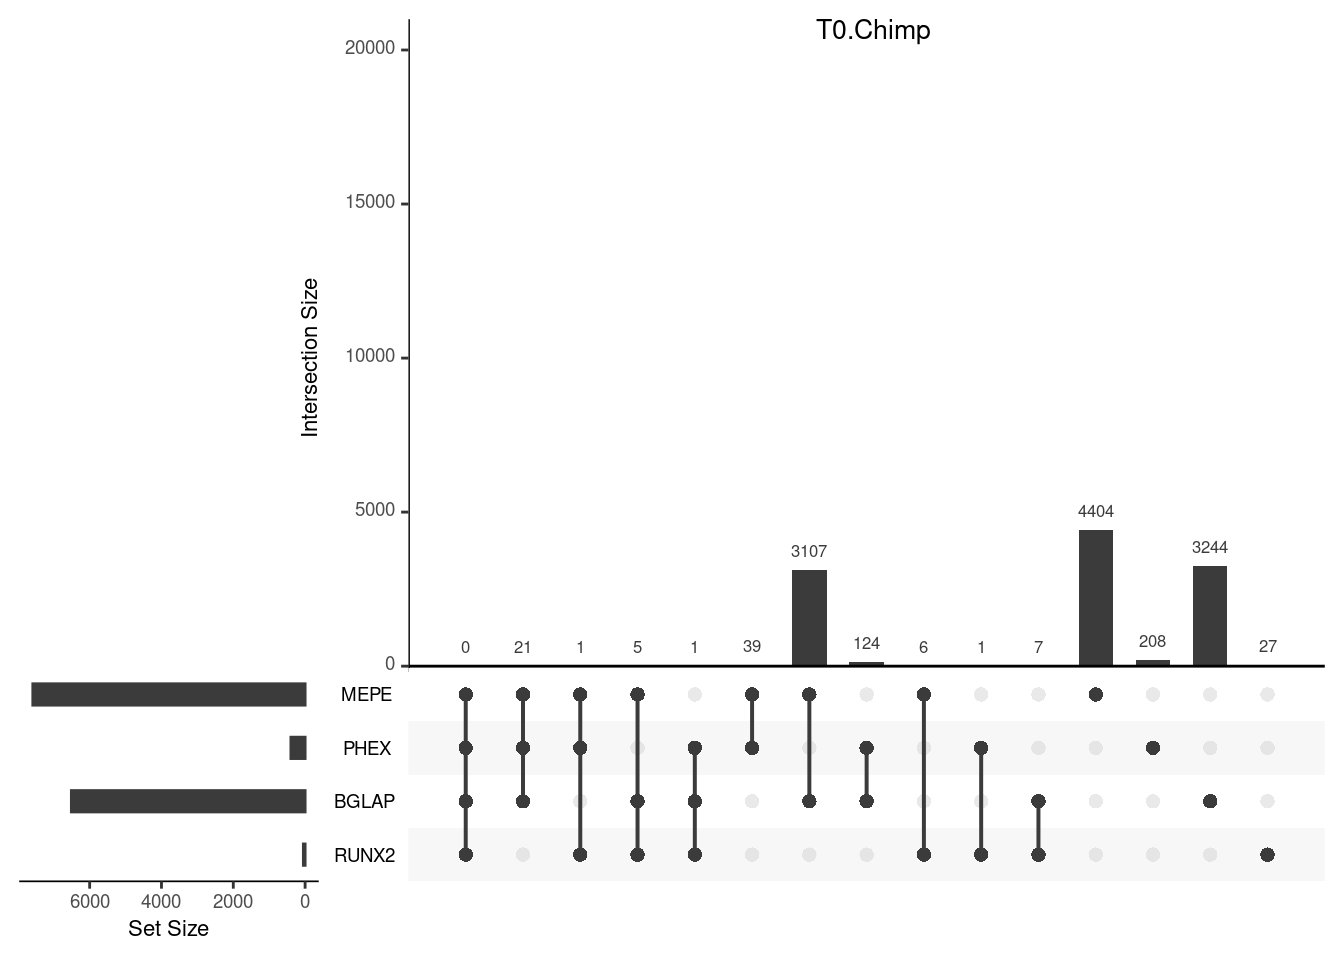 T0.Chimp
20000
15000
10000
5000
0
Intersection Size
0 21 1 5 1 39 3107 124 6 1 7 4404 208 3244 27
MEPE
PHEX
BGLAP
RUNX2
6000 4000 2000 0
Set Size